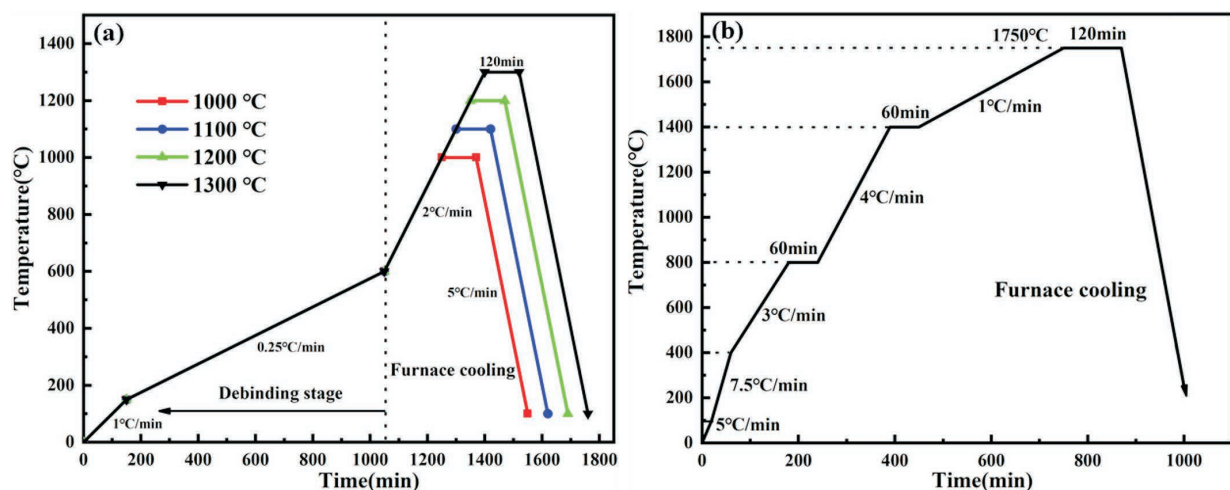 (a)
1400
1200
1000
800
600
400
200
0
Temperature(°C)
1000 °C
1100 °C
1200 °C
1300 °C
120min
2°C/min
5°C/min
0.25°C/min
Furnace cooling
Debinding stage
1°C/min
0 200 400 600 800 1000 1200 1400 1600 1800
Time(min)
(b)
1800
1600
1400
1200
1000
800
600
400
200
0
Temperature(°C)
1750°C 120min
60min
1°C/min
4°C/min
60min
Furnace cooling
3°C/min
7.5°C/min
5°C/min
0 200 400 600 800 1000
Time(min)